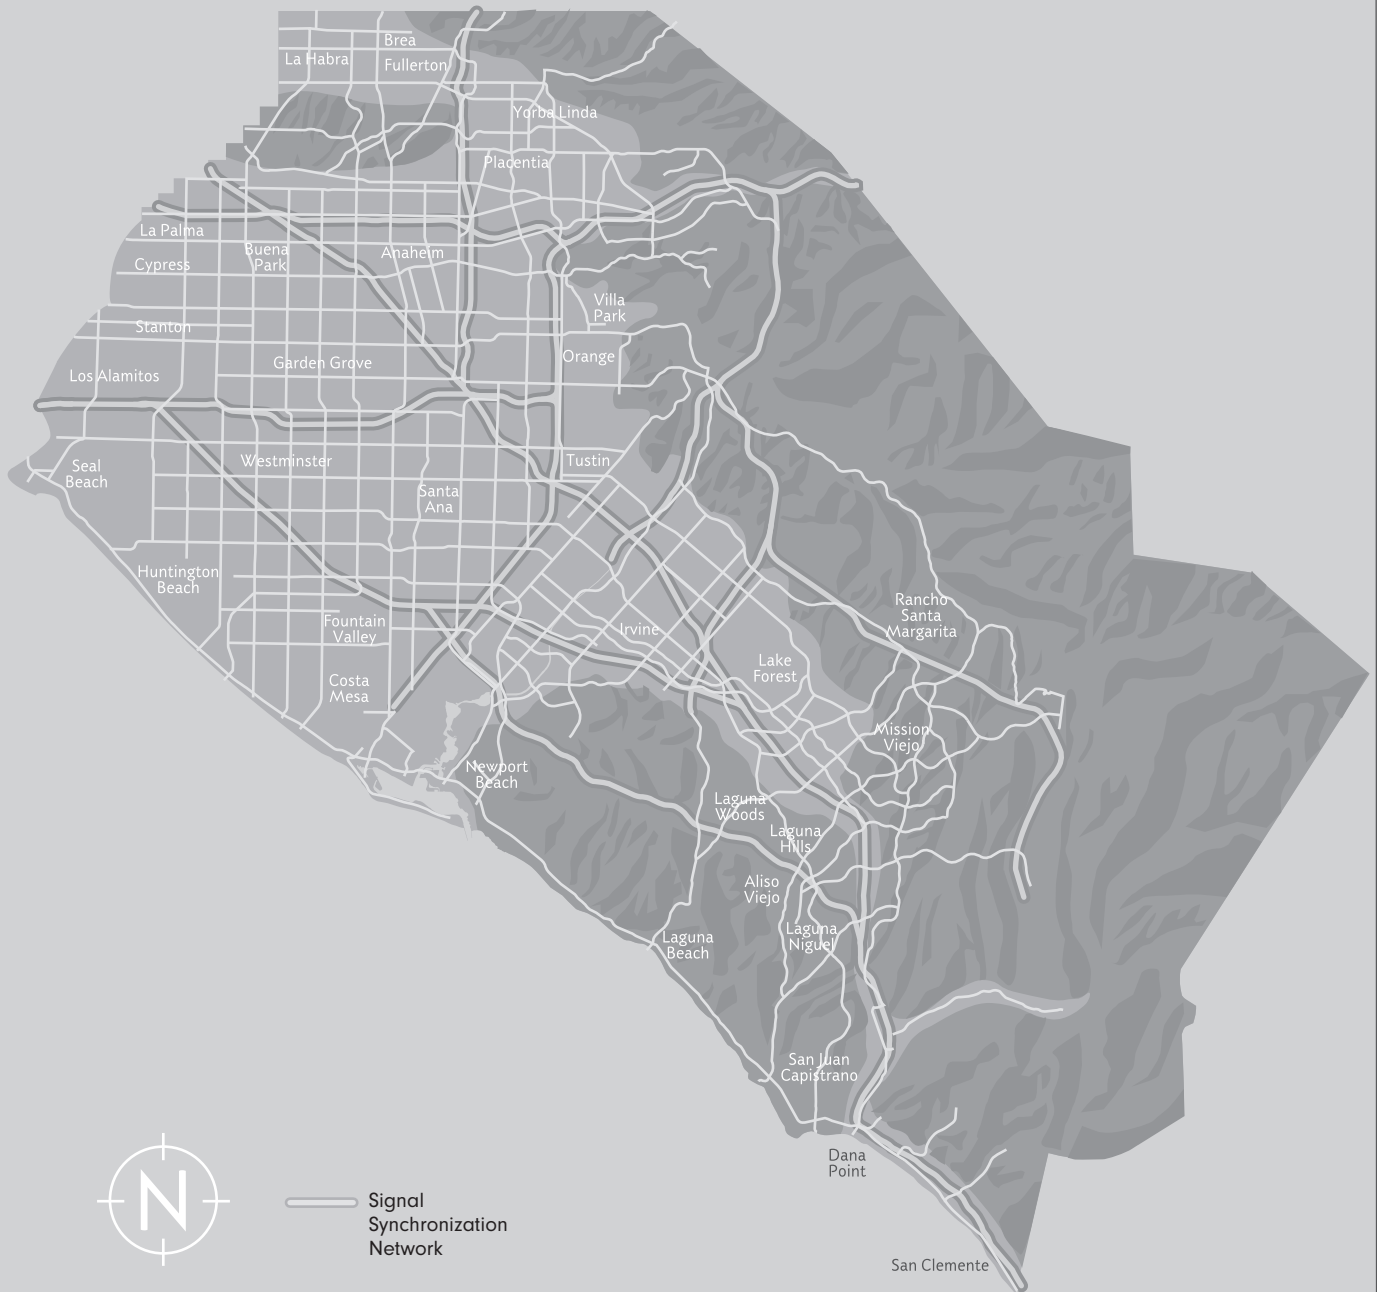 Brea
La Habra
Fullerton
Yorba Linda
Placentia
La Palma
Buena
Park
Anaheim
Cypress
Villa
Park
Stanton
Orange
Garden Grove
Los Alamitos
Westminster
Tustin
Seal
Beach
Santa
Ana
Huntington
Beach
Rancho
Santa
Margarita
Fountain
Valley
Irvine
Lake
Forest
Costa
Mesa
Mission
Viejo
Newport
Beach
Laguna
Woods
Laguna
Hills
Aliso
Viejo
Laguna
Niguel
Laguna
Beach
San Juan
Capistrano
Dana
Point
N
Signal
Synchronization
Network
San Clemente